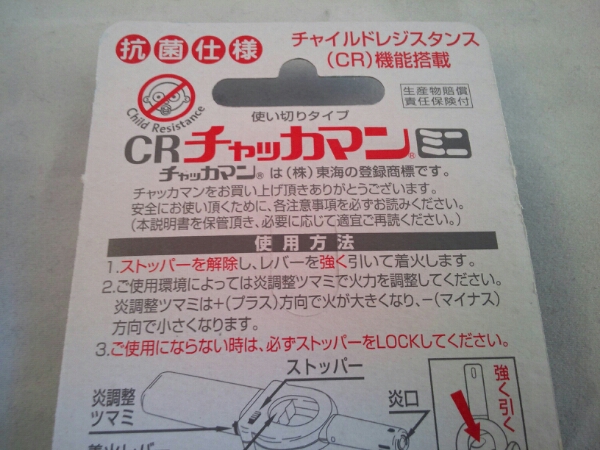 抗菌仕様
チャイルドレジスタンス
(CR)機能搭載
Child Resistance
生産物賠償
責任保険付
使い切りタイプ
CRチャッカマン®ミニ
チャッカマン®は(株)東海の登録商標です。
チャッカマンをお買い上げ頂きありがとうございます。
安全にお使い頂くために、各注意事項を必ずお読みください。
(本説明書を保管頂き、必要に応じて適宜ご再読ください。)
使用方法
1.ストッパーを解除し、レバーを強く引いて着火します。
2.ご使用環境によっては炎調整ツマミで火力を調整してください。
炎調整ツマミは+(プラス)方向で火が大きくなり、-(マイナス)
方向で小さくなります。
3.ご使用にならない時は、必ずストッパーをLOCKしてください。
ストッパー
炎調整
ツマミ
炎口
強く引く
着火レバー